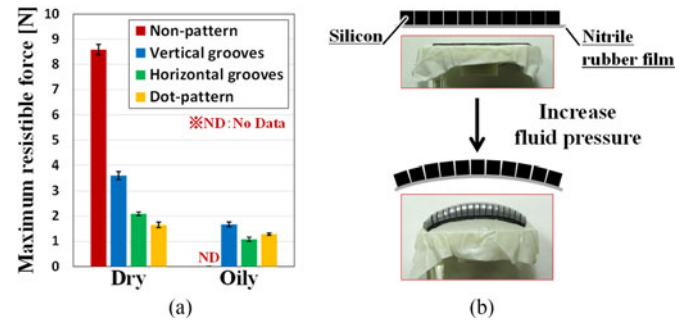 Maximum resistible force [N]
10
9
8
7
6
5
4
3
2
1
0
Non-pattern
Vertical grooves
Horizontal grooves
Dot-pattern
※ND:No Data
ND
Dry
Oily
(a)
(b)
Silicon
Nitrile
rubber film
Increase
fluid pressure